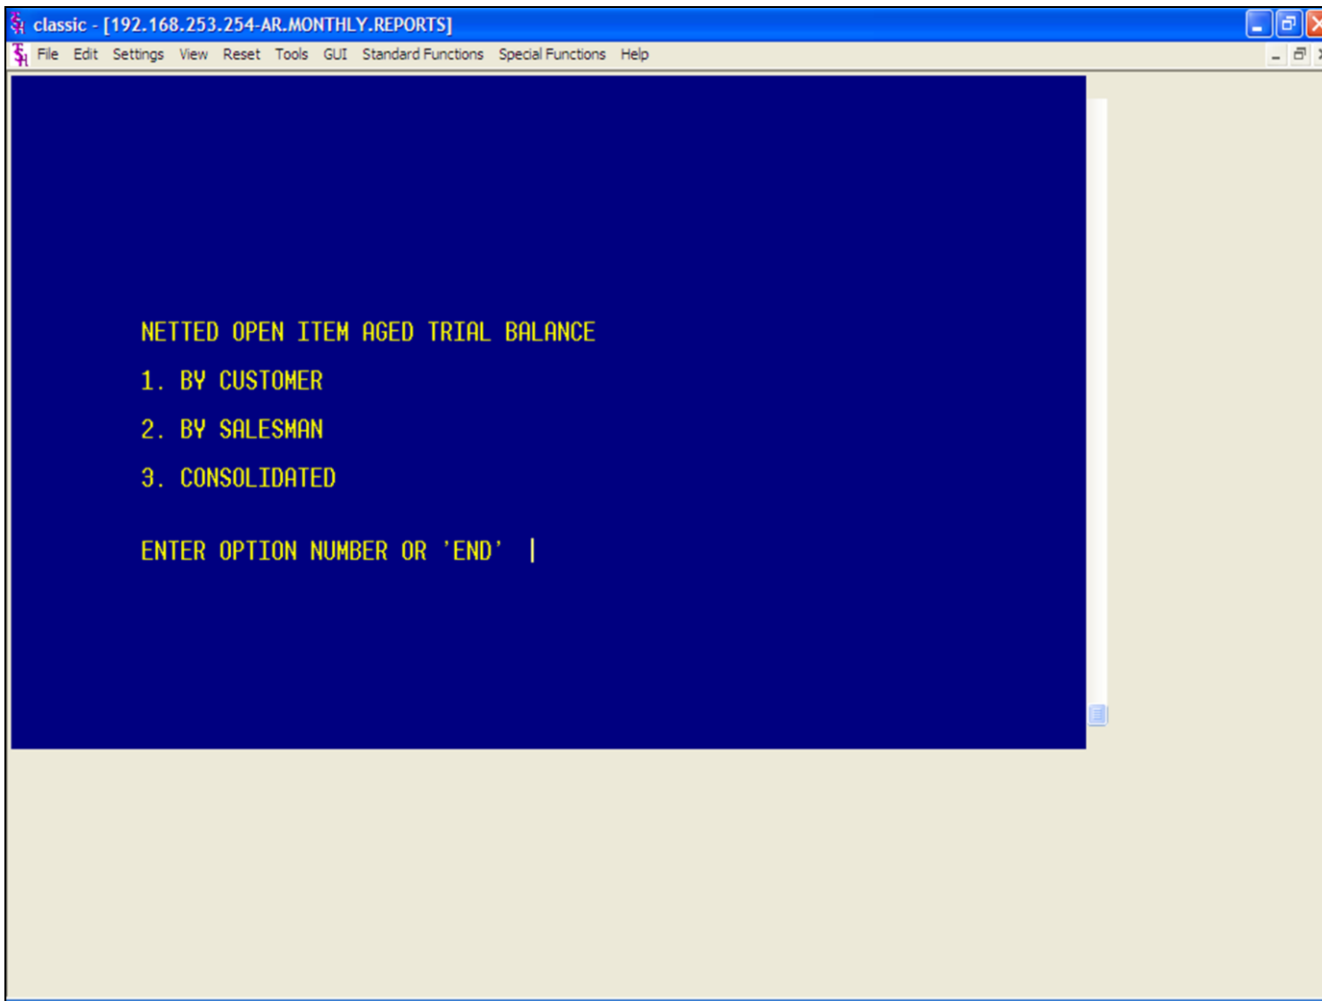 classic - [192.168.253.254-AR.MONTHLY.REPORTS]
File Edit Settings View Reset Tools GUI Standard Functions Special Functions Help
NETTED OPEN ITEM AGED TRIAL BALANCE
1. BY CUSTOMER
2. BY SALESMAN
3. CONSOLIDATED
ENTER OPTION NUMBER OR 'END'